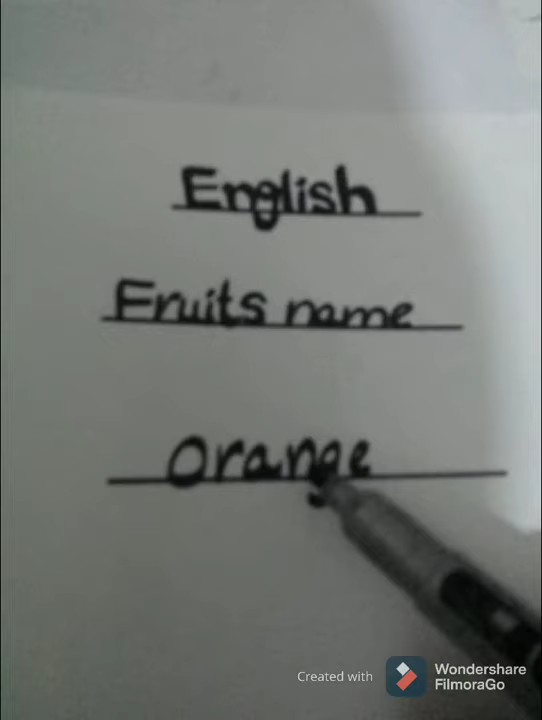 English
Fruits name
Orange
Created with
Wondershare
FilmoraGo